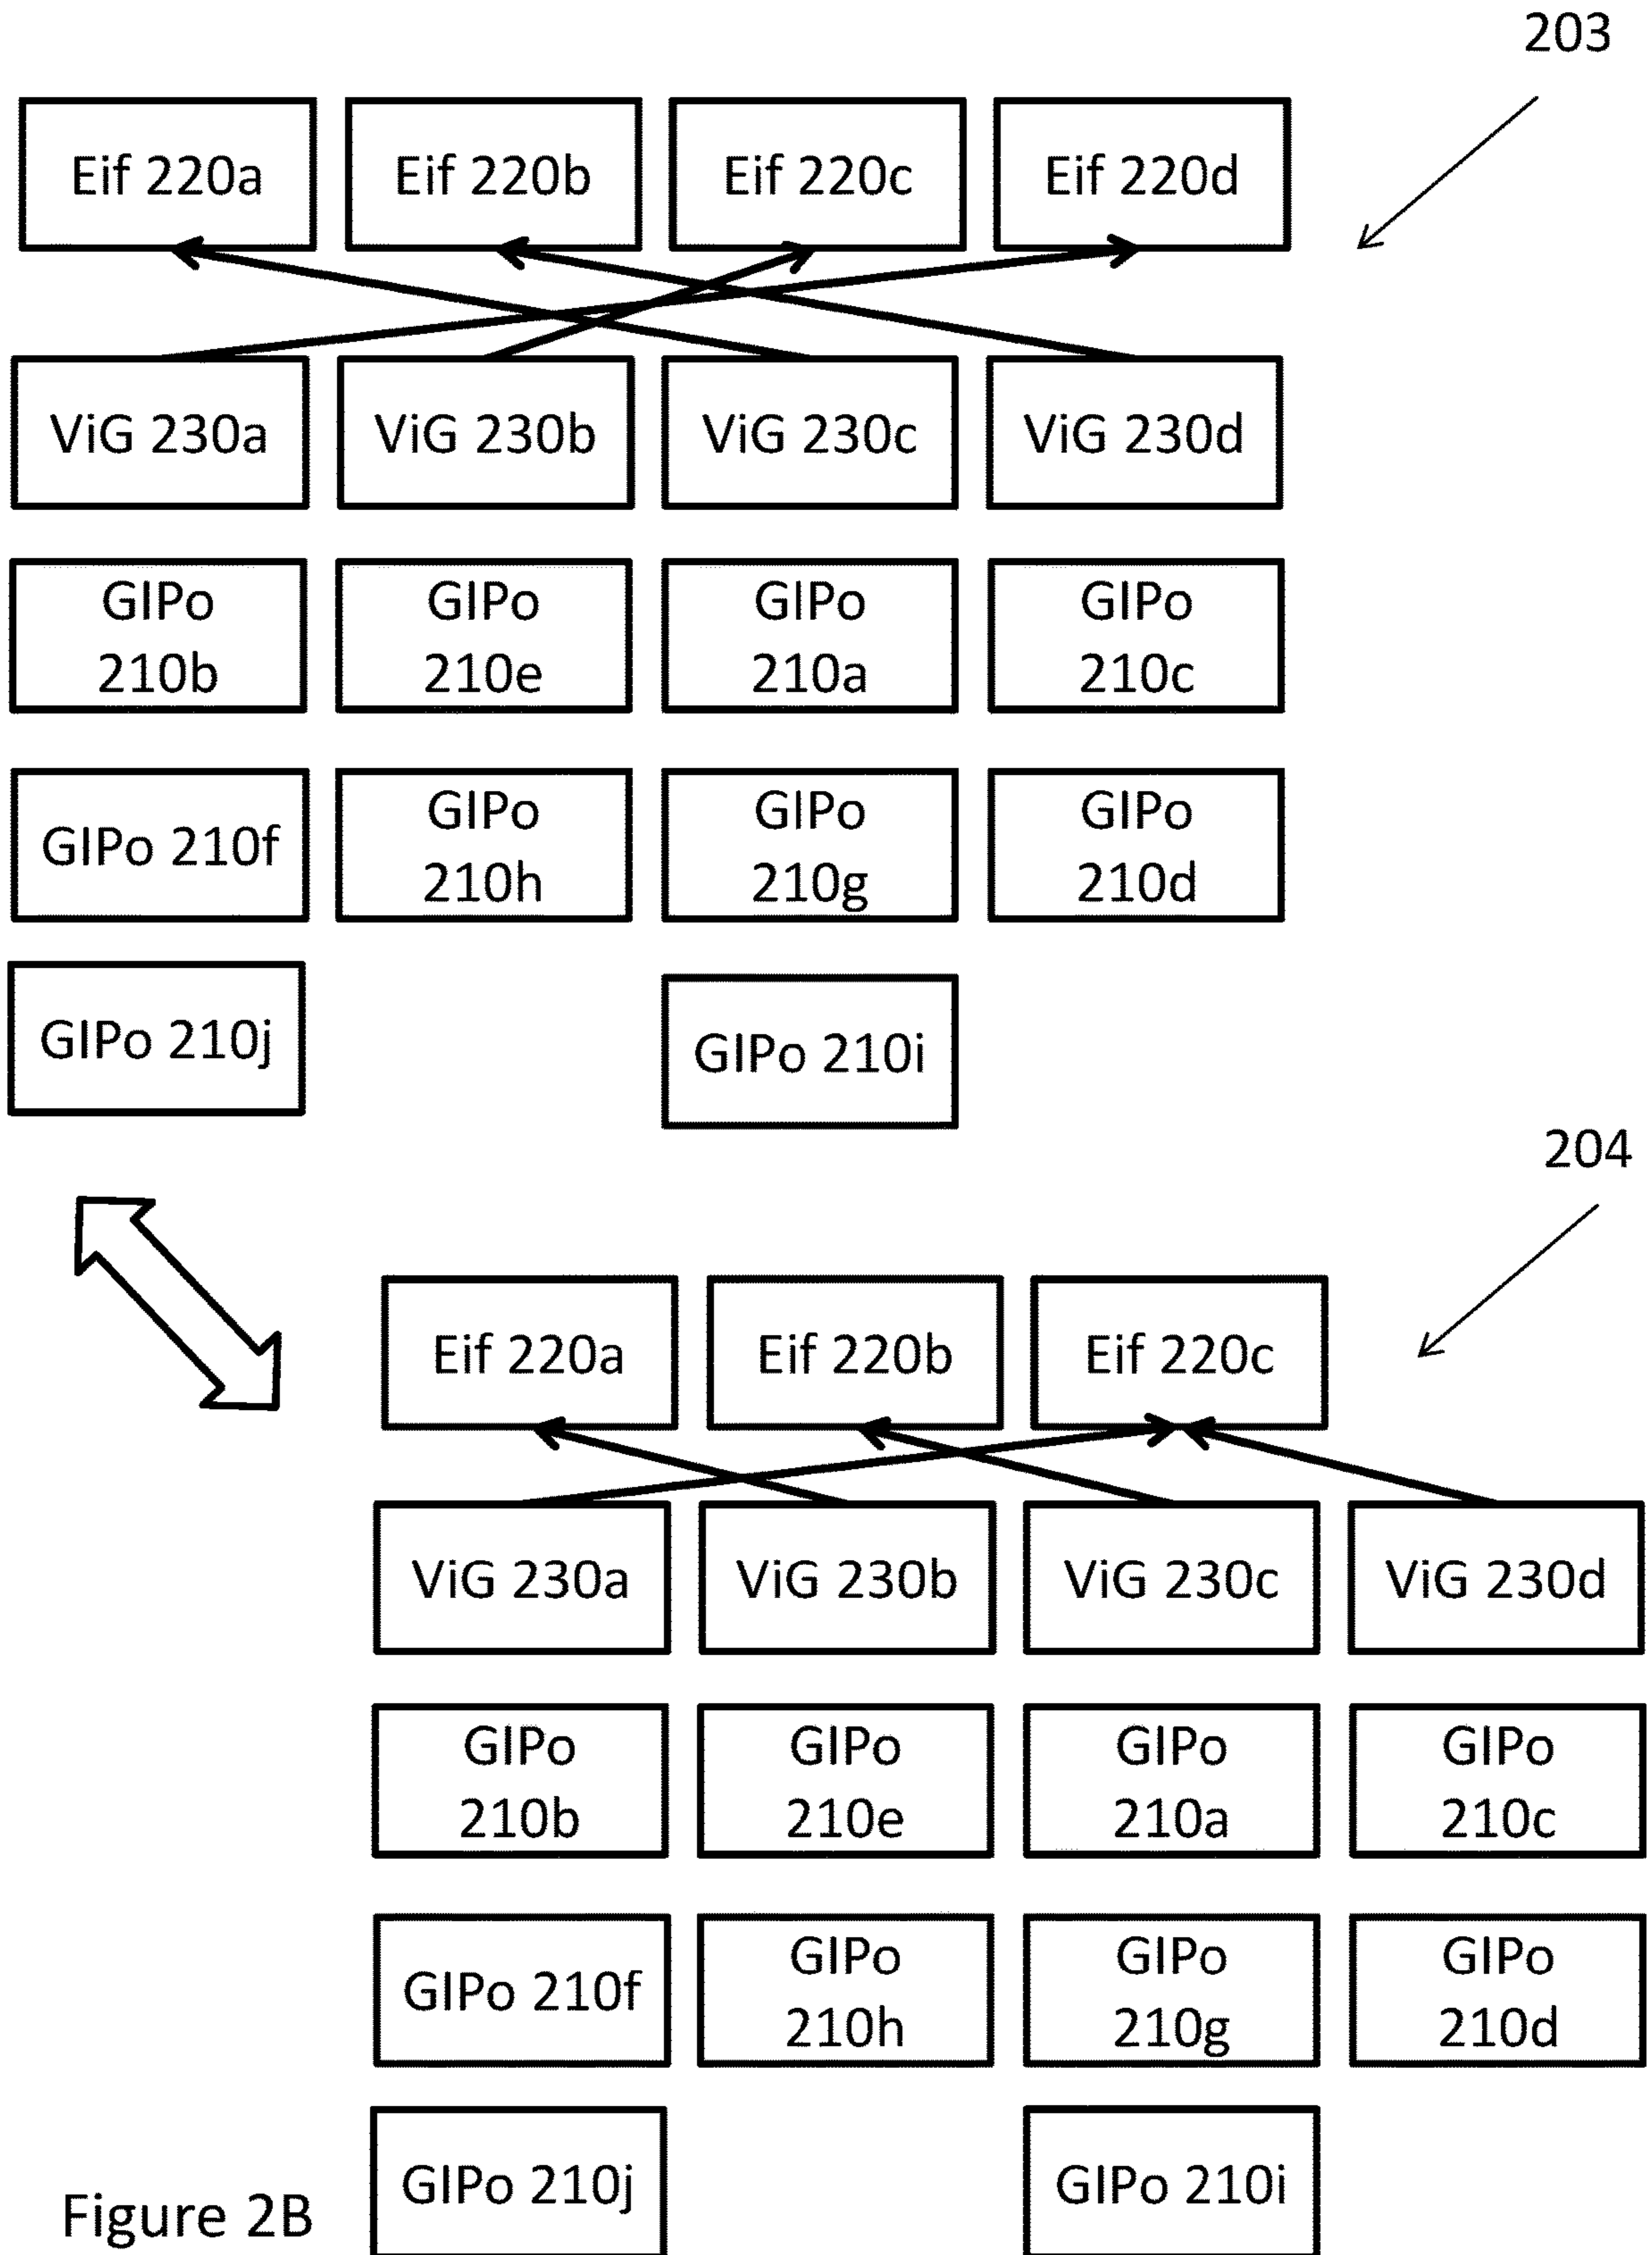 203
Eif 220a
Eif 220b
Eif 220c
Eif 220d
ViG 230a
ViG 230b
ViG 230c
ViG 230d
GIPo
210b
GIPo
210e
GIPo
210a
GIPo
210c
GIPo 210f
GIPo
210h
GIPo
210g
GIPo
210d
GIPo 210j
GIPo 210i
204
Eif 220a
Eif 220b
Eif 220c
ViG 230a
ViG 230b
ViG 230c
ViG 230d
GIPo
210b
GIPo
210e
GIPo
210a
GIPo
210c
GIPo 210f
GIPo
210h
GIPo
210g
GIPo
210d
GIPo 210j
GIPo 210i
Figure 2B